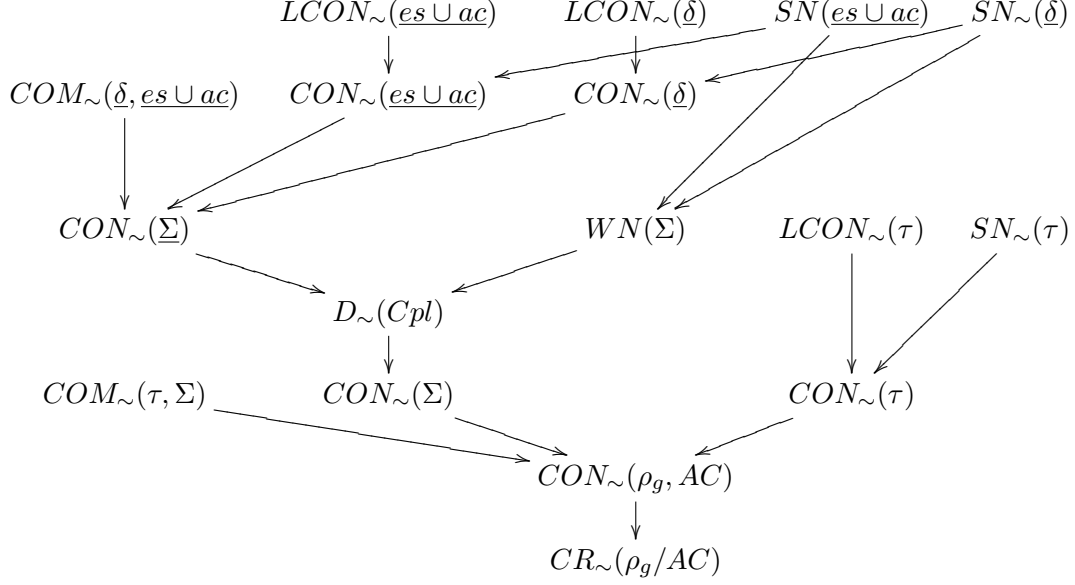 LCON∼(es ∪ ac) LCON∼(δ) SN(es ∪ ac) SN∼(δ)
COM∼(δ, es ∪ ac) CON∼(es ∪ ac) CON∼(δ)
CON∼(Σ) WN(Σ) LCON∼(τ) SN∼(τ)
D∼(Cpl)
COM∼(τ, Σ) CON∼(Σ) CON∼(τ)
CON∼(ρg, AC)
CR∼(ρg/AC)